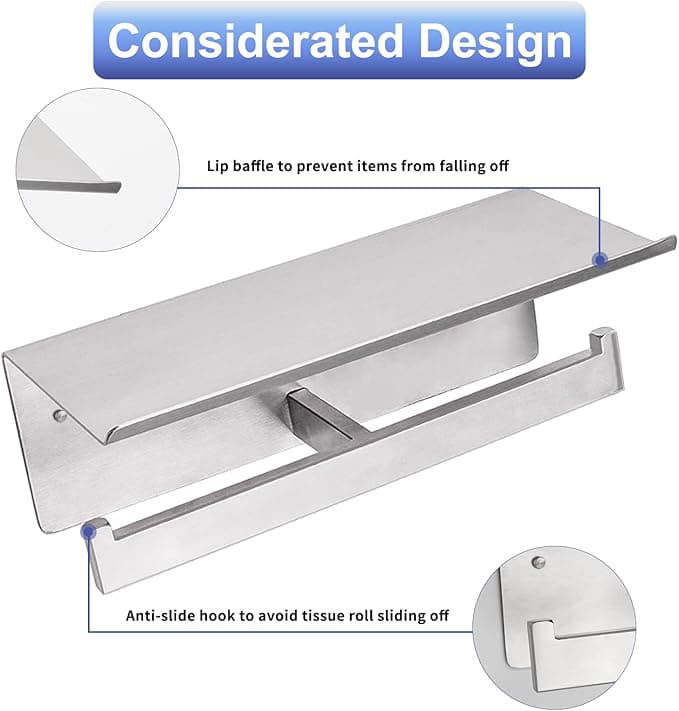 Considerated Design
Lip baffle to prevent items from falling off
Anti-slide hook to avoid tissue roll sliding off